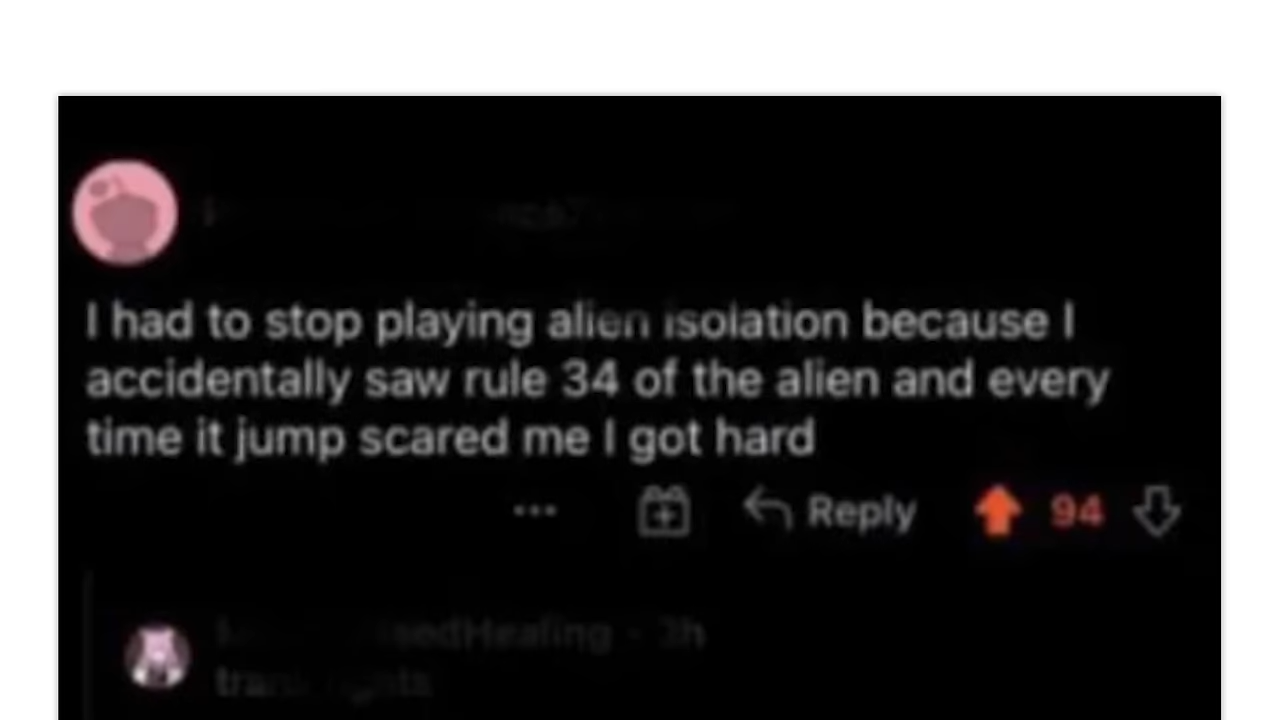 I had to stop playing alien isolation because I
accidentally saw rule 34 of the alien and every
time it jump scared me I got hard
Reply 94